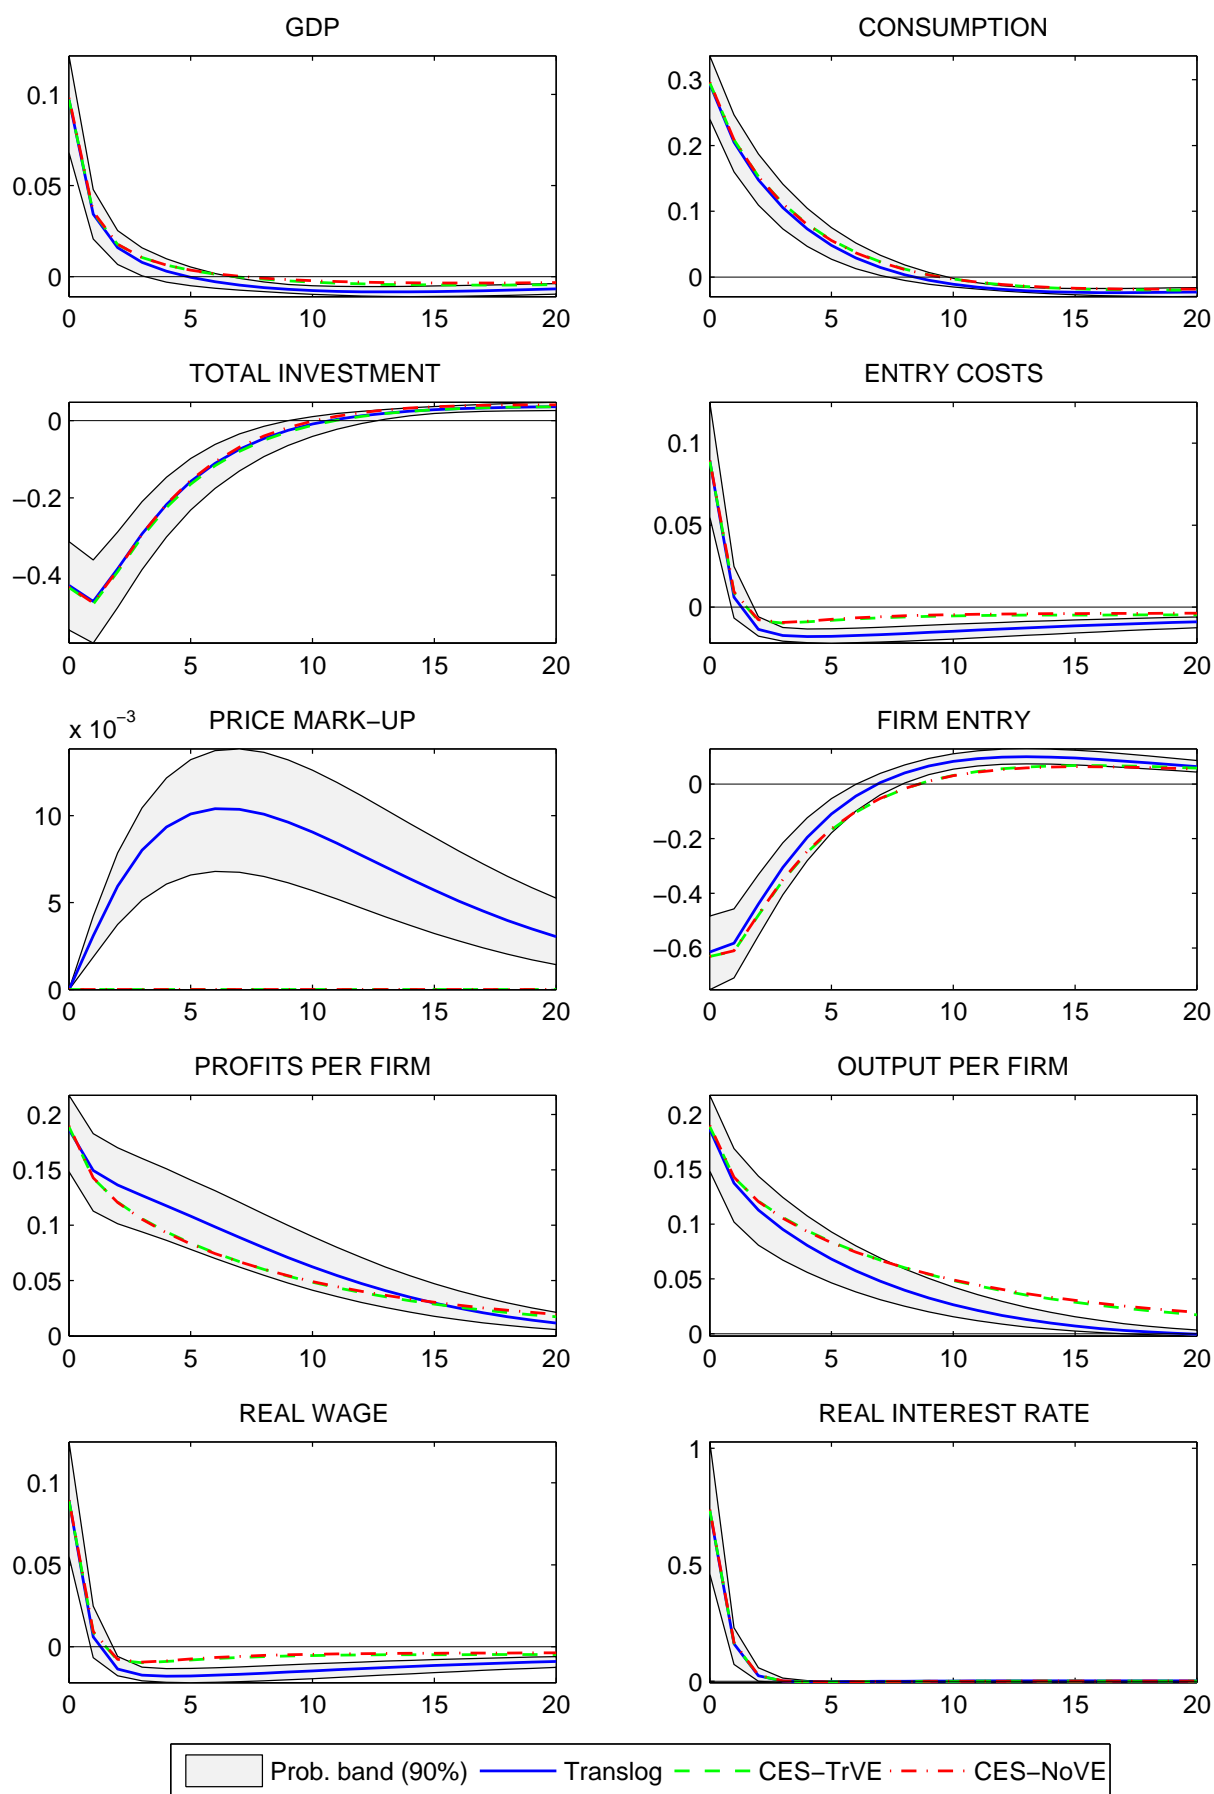 GDP
0.1
0.05
0
0 5 10 15 20
CONSUMPTION
0.3
0.2
0.1
0
0 5 10 15 20
TOTAL INVESTMENT
0
−0.2
−0.4
0 5 10 15 20
ENTRY COSTS
0.1
0.05
0
0 5 10 15 20
PRICE MARK−UP
x 10−3
10
5
0
0 5 10 15 20
FIRM ENTRY
0
−0.2
−0.4
−0.6
0 5 10 15 20
PROFITS PER FIRM
0.2
0.15
0.1
0.05
0
0 5 10 15 20
OUTPUT PER FIRM
0.2
0.15
0.1
0.05
0
0 5 10 15 20
REAL WAGE
0.1
0.05
0
0 5 10 15 20
REAL INTEREST RATE
1
0.5
0
0 5 10 15 20
Prob. band (90%) Translog CES−TrVE CES−NoVE